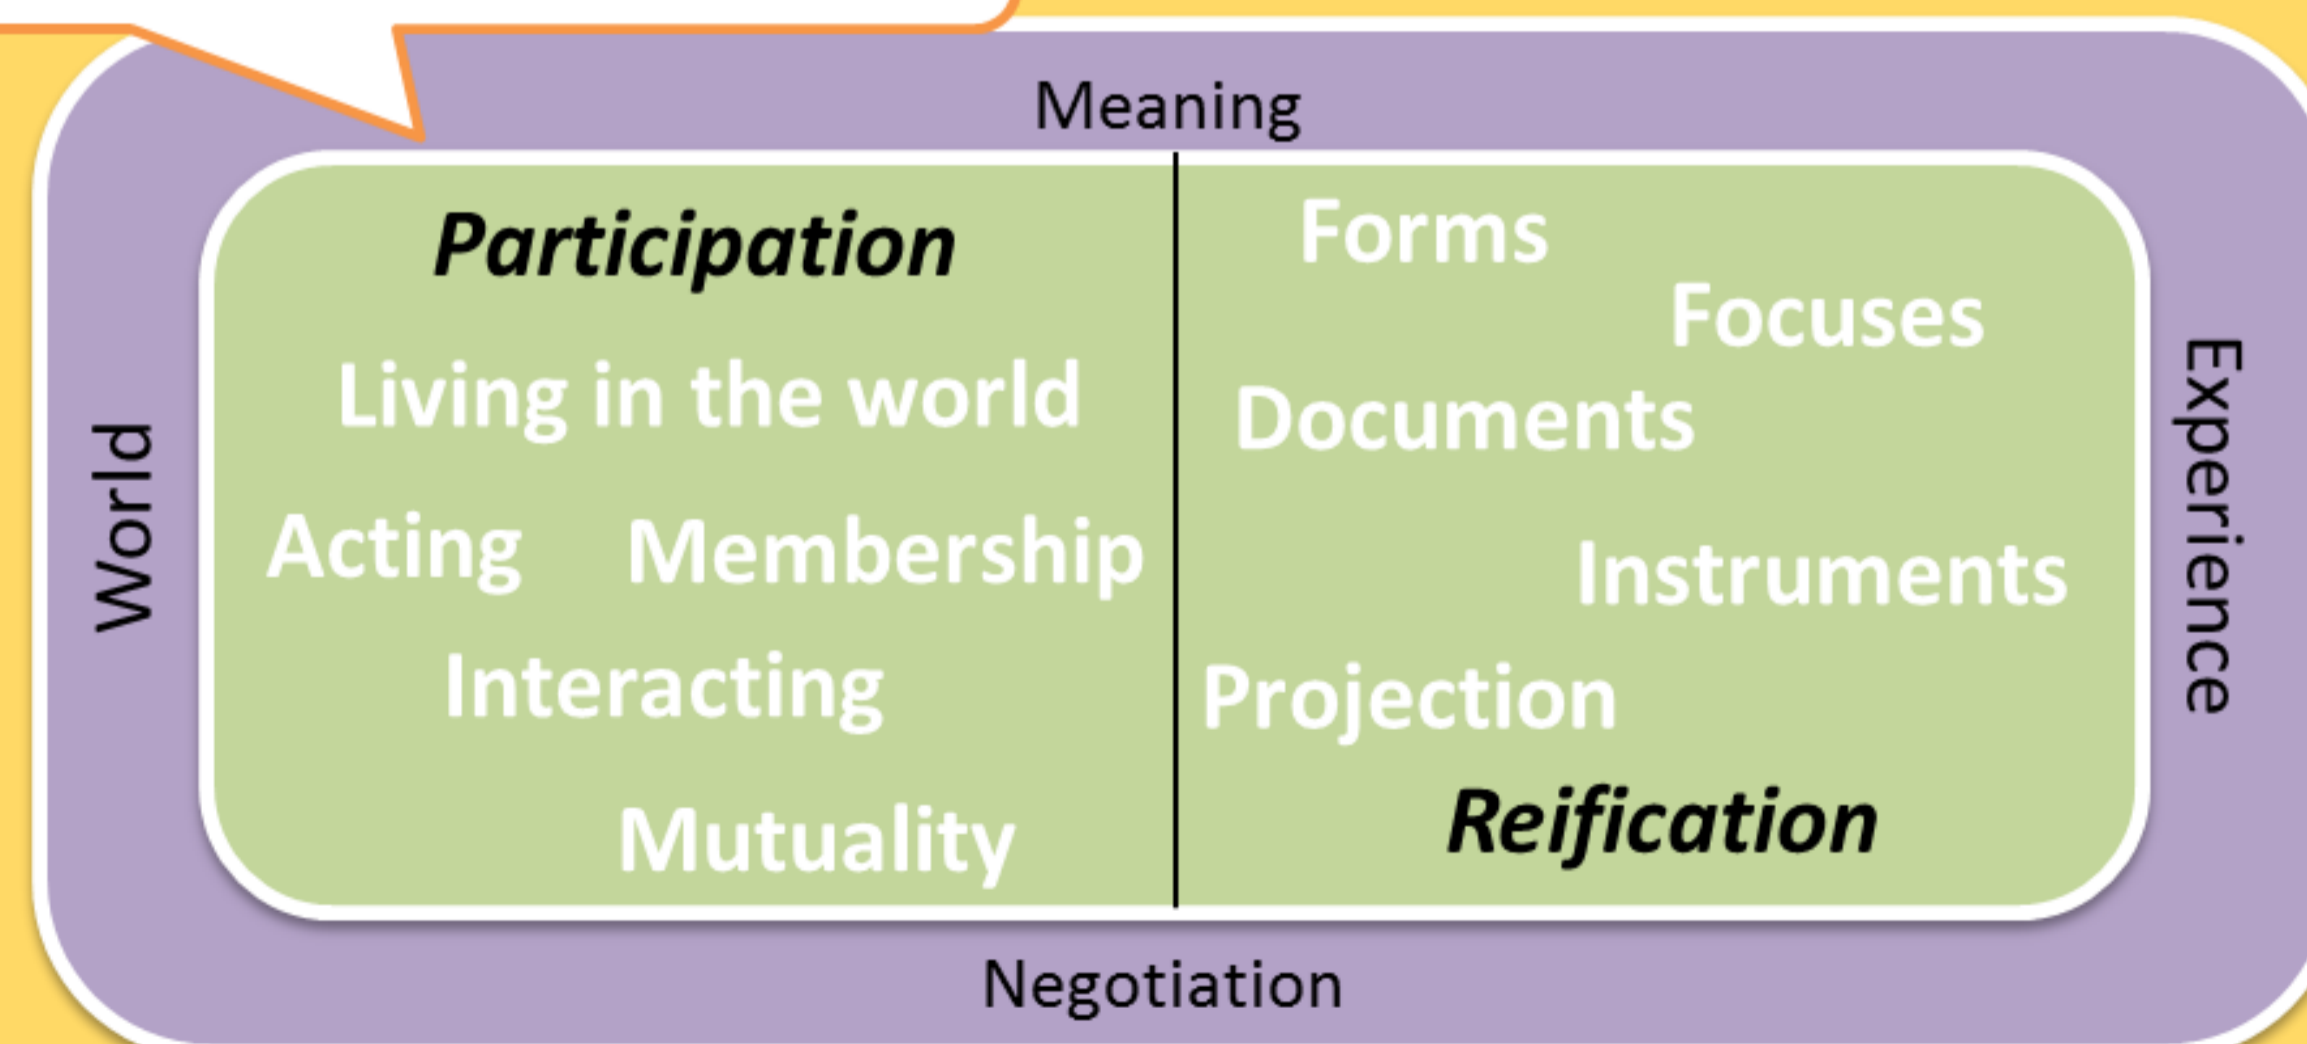 Meaning
World
Participation
Living in the world
Acting Membership
Interacting
Mutuality
Forms
Focuses
Documents
Instruments
Projection
Reification
Experience
Negotiation